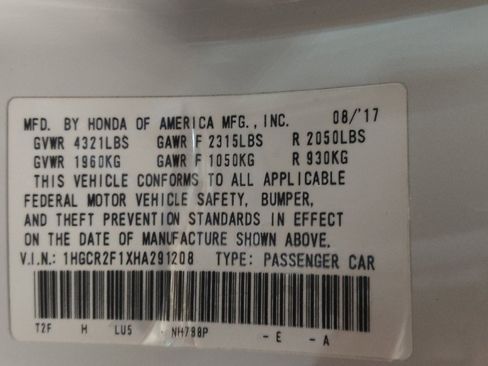 MFD. BY HONDA OF AMERICA MFG., INC. 08/'17
GVWR 4321LBS GAWR F 2315LBS R 2050LBS
GVWR 1960KG GAWR F 1050KG R 930KG
THIS VEHICLE CONFORMS TO ALL APPLICABLE
FEDERAL MOTOR VEHICLE SAFETY, BUMPER,
AND THEFT PREVENTION STANDARDS IN EFFECT
ON THE DATE OF MANUFACTURE SHOWN ABOVE.
V.I.N.: 1HGCR2F1XHA291208 TYPE: PASSENGER CAR
T2F H LU5 NH788P - E - A